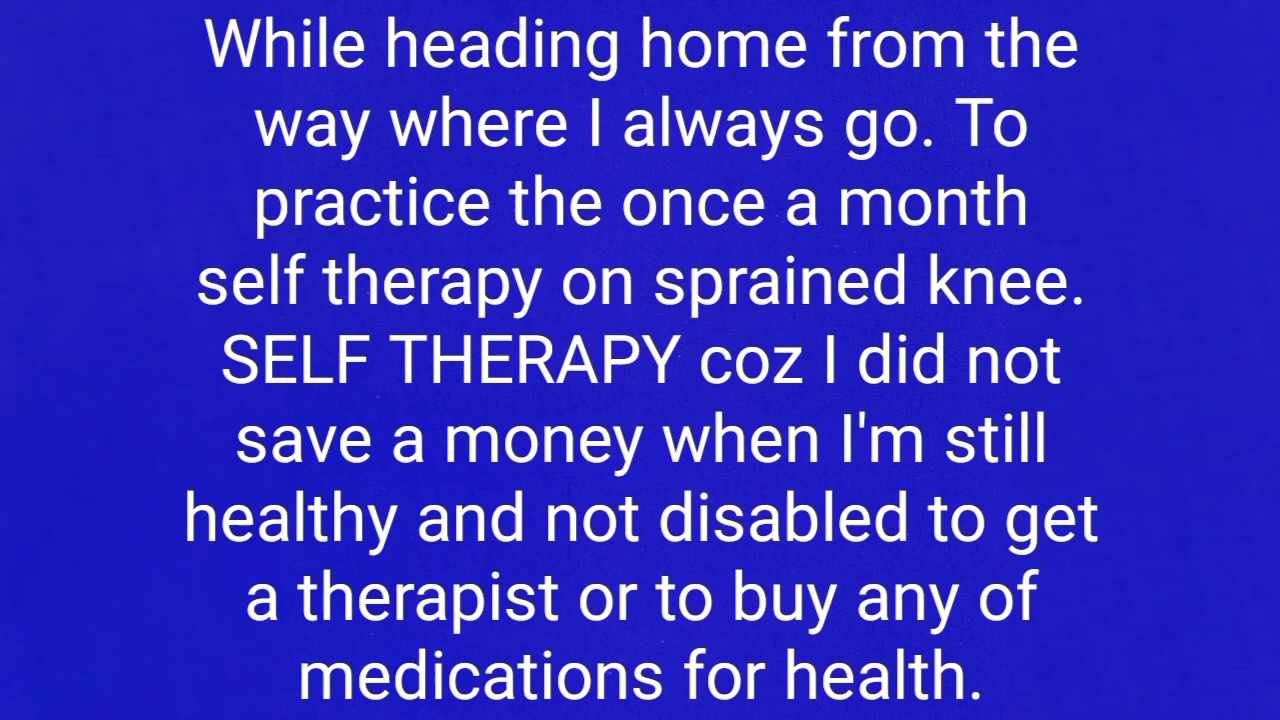 While heading home from the
way where I always go. To
practice the once a month
self therapy on sprained knee.
SELF THERAPY coz I did not
save a money when I'm still
healthy and not disabled to get
a therapist or to buy any of
medications for health.